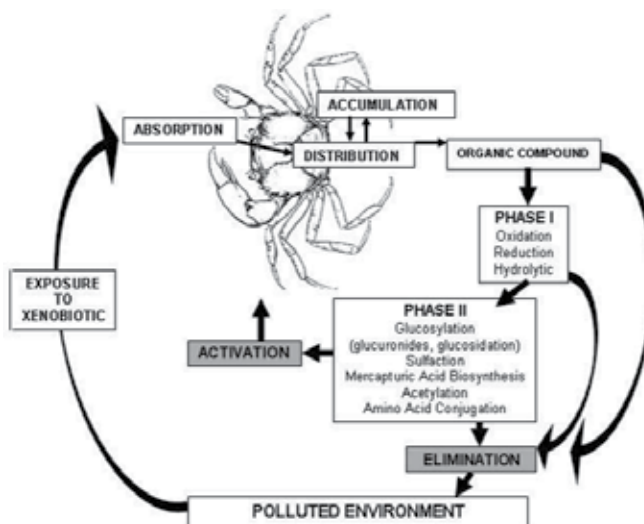 ACCUMULATION
ABSORPTION
DISTRIBUTION
ORGANIC COMPOUND
PHASE I
Oxidation
Reduction
Hydrolytic
EXPOSURE
TO
XENOBIOTIC
PHASE II
Glucosylation
(glucuronides, glucosidation)
Sulfaction
Mercapturic Acid Biosynthesis
Acetylation
Amino Acid Conjugation
ACTIVATION
ELIMINATION
POLLUTED ENVIRONMENT